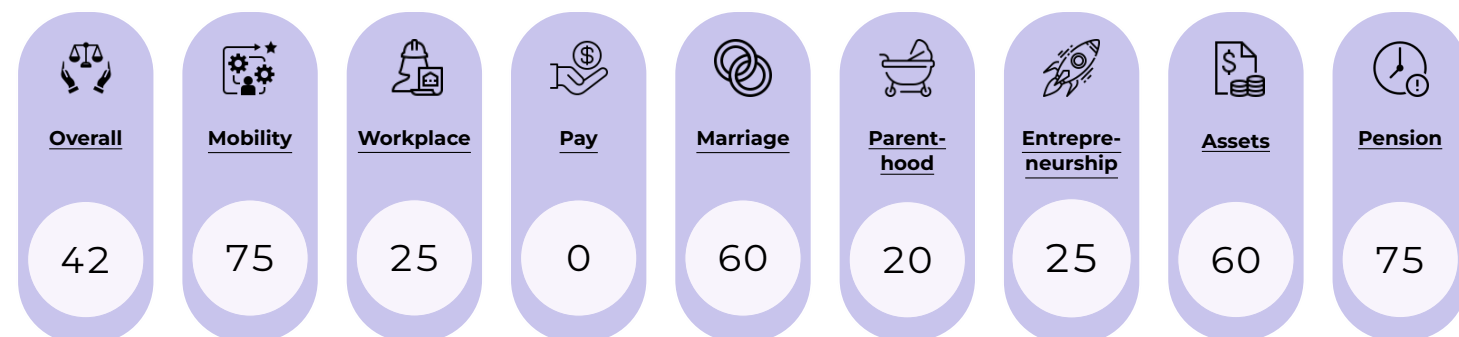 Overall
42
Mobility
75
Workplace
25
Pay
0
Marriage
60
Parent-
hood
20
Entrepre-
neurship
25
Assets
60
Pension
75